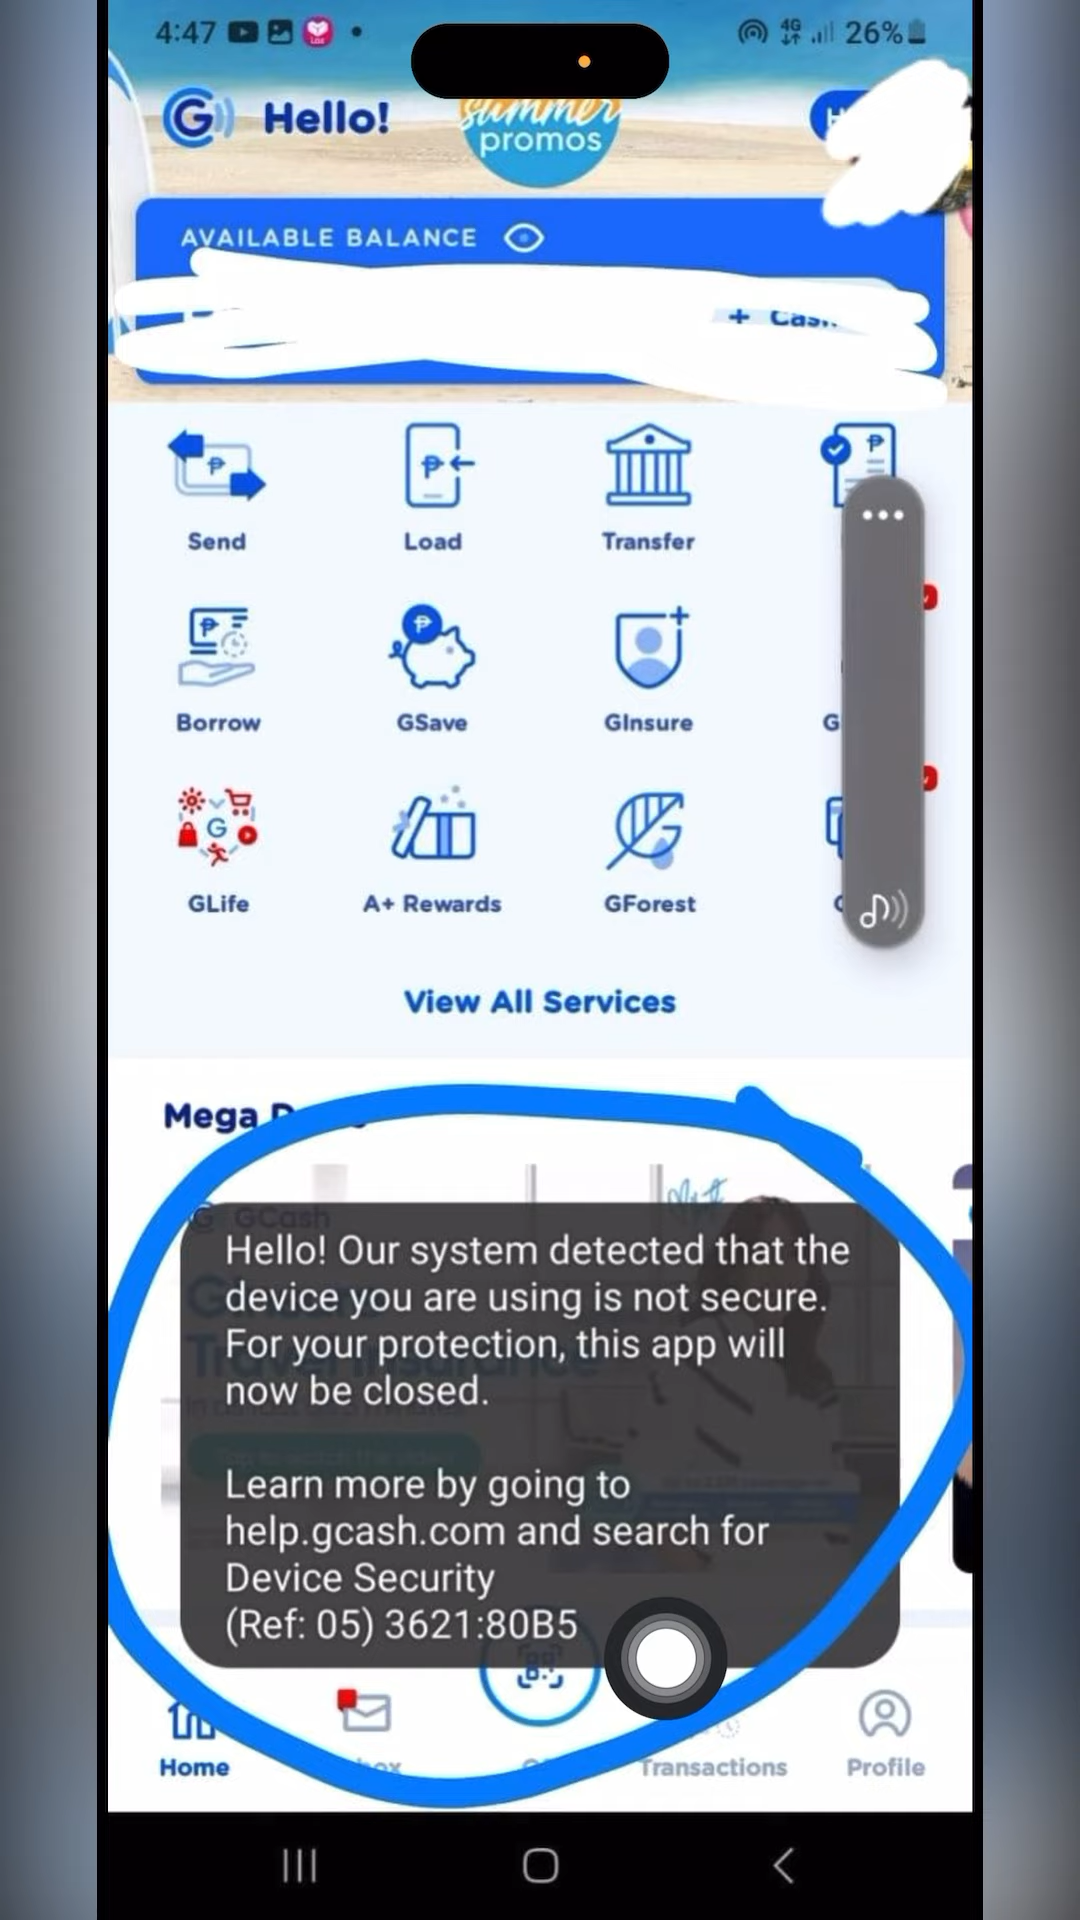 4:47
4G
26%
Hello!
summer
promos
AVAILABLE BALANCE
+ Cash
Send
Load
Transfer
Borrow
GSave
GInsure
GLife
A+ Rewards
GForest
View All Services
Mega
GCash
Hello! Our system detected that the
device you are using is not secure.
For your protection, this app will
now be closed.
Learn more by going to
help.gcash.com and search for
Device Security
(Ref: 05) 3621:80B5
Home
Transactions
Profile